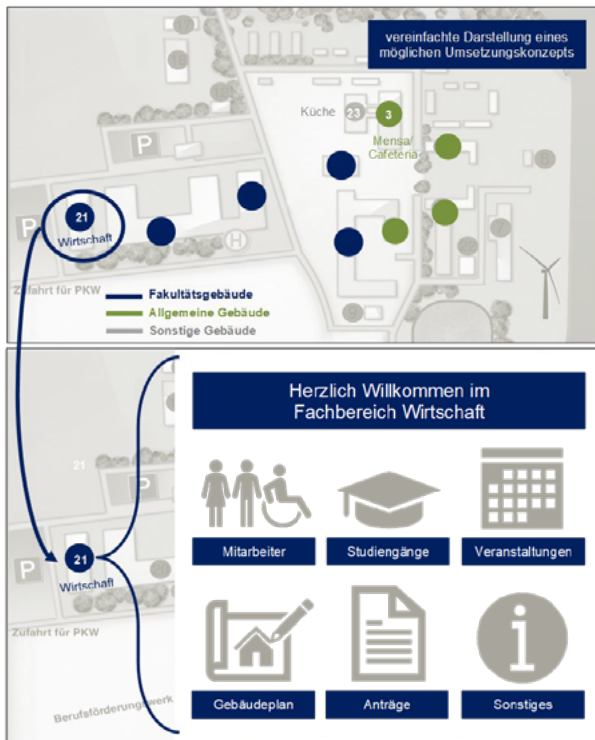 vereinfachte Darstellung eines
möglichen Umsetzungskonzepts
Küche
23
3
Mensa/
Cafeteria
P
P
21
Wirtschaft
H
Zufahrt für PKW
Fakultätsgebäude
Allgemeine Gebäude
Sonstige Gebäude
Herzlich Willkommen im
Fachbereich Wirtschaft
21
P
Mitarbeiter
Studiengänge
Veranstaltungen
P
21
Wirtschaft
Zufahrt für PKW
Berufsförderungswerk
Gebäudeplan
Anträge
Sonstiges